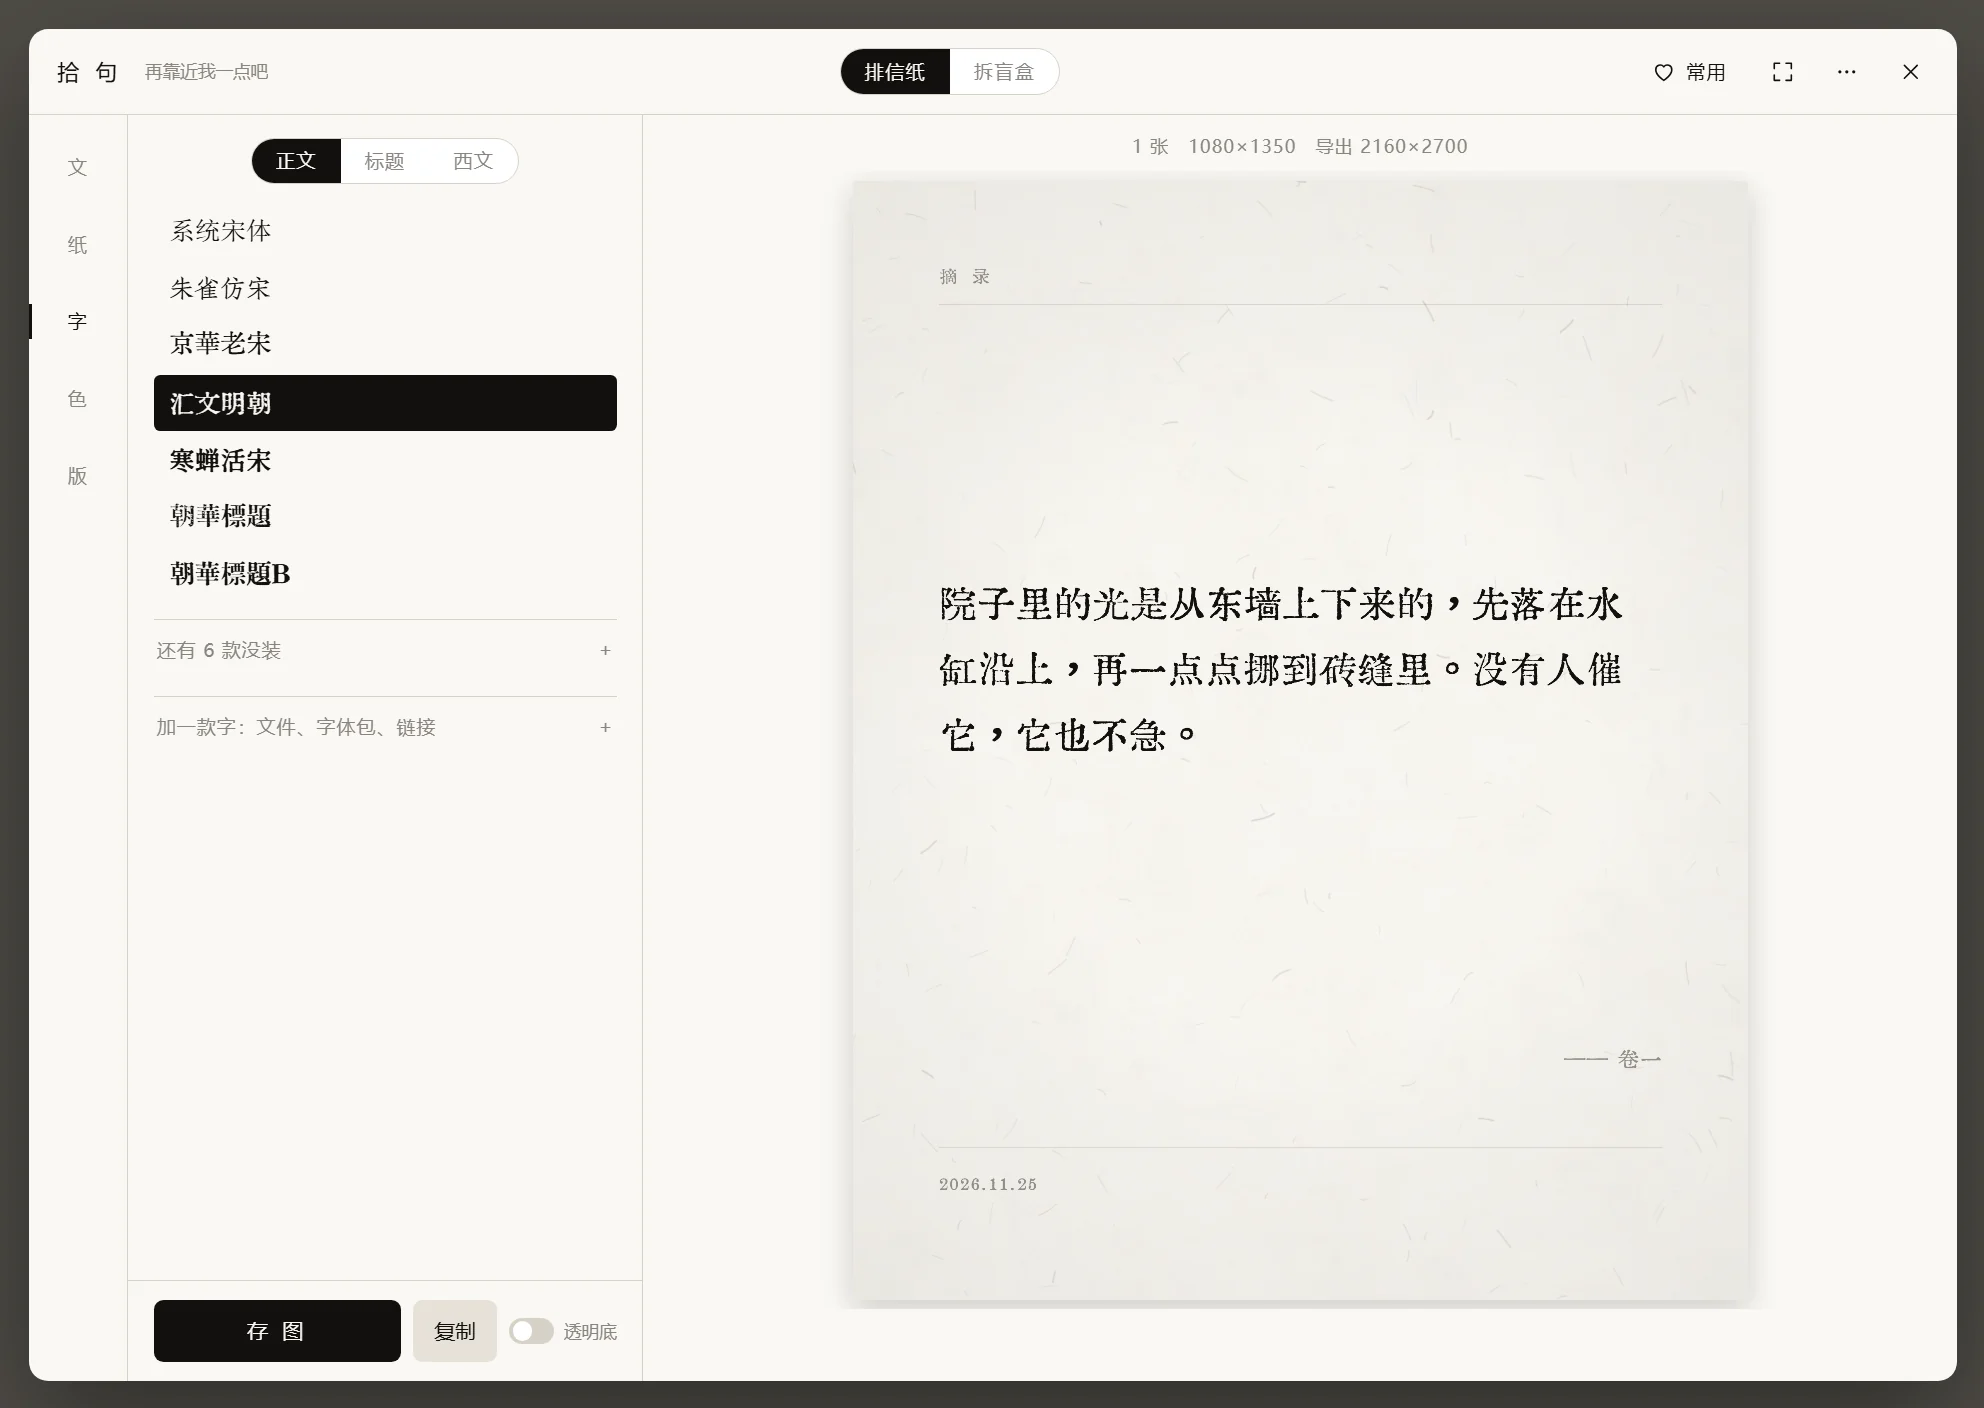 拾 句 再靠近我一点吧 排信纸 拆盲盒 常用
文
纸
字
色
版
正文 标题 西文
系统宋体
朱雀仿宋
京華老宋
汇文明朝
寒蝉活宋
朝華標題
朝華標題B
还有 6 款没装 +
加一款字：文件、字体包、链接 +
存 图 复制 透明底
1 张 1080×1350 导出 2160×2700
摘 录
院子里的光是从东墙上下来的，先落在水
缸沿上，再一点点挪到砖缝里。没有人催
它，它也不急。
—— 卷一
2026.11.25